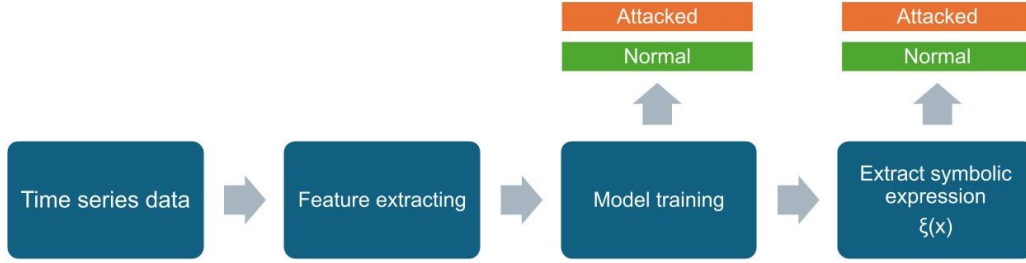 Attacked
Normal
Attacked
Normal
Time series data
Feature extracting
Model training
Extract symbolic
expression
ξ(x)